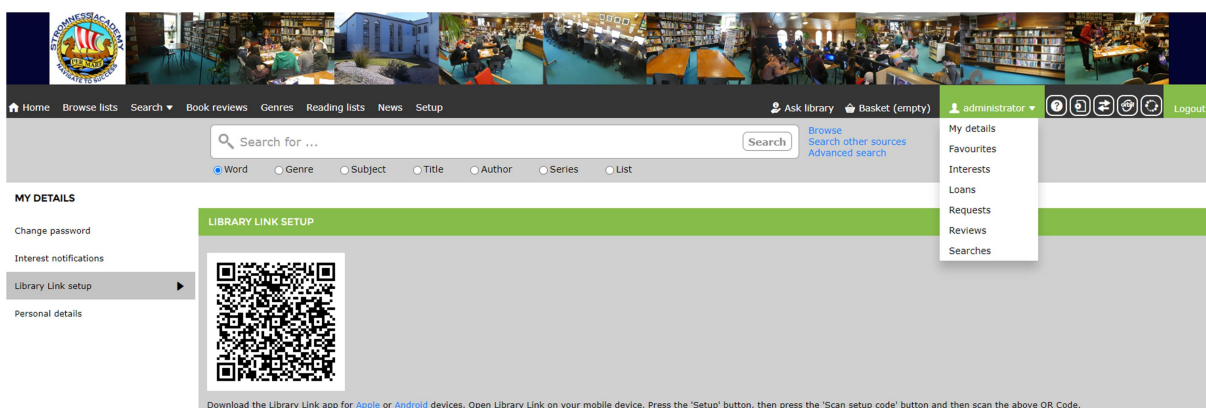 STROMNESS ACADEMY
PER MARE
NAVIGATE TO SUCCESS
Home Browse lists Search ▼ Book reviews Genres Reading lists News Setup Ask library Basket (empty) administrator ▼ Logout
Search for ... Search
Browse
Search other sources
Advanced search
Word Genre Subject Title Author Series List
My details
Favourites
Interests
Loans
Requests
Reviews
Searches
MY DETAILS
Change password
Interest notifications
Library Link setup
Personal details
LIBRARY LINK SETUP
Download the Library Link app for Apple or Android devices. Open Library Link on your mobile device. Press the 'Setup' button, then press the 'Scan setup code' button and then scan the above QR Code.